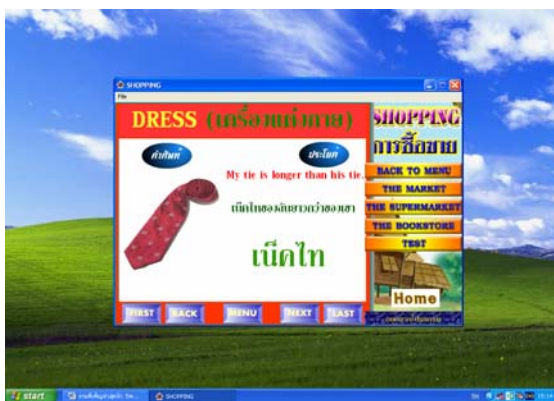 SHOPPING
File
DRESS (เครื่องแต่งกาย)
คำศัพท์
ประโยค
My tie is longer than his tie.
เน็คไทของฉันยาวกว่าของเขา
เน็คไท
FIRST
BACK
MENU
NEXT
LAST
SHOPPING
การซื้อขาย
BACK TO MENU
THE MARKET
THE SUPERMARKET
THE BOOKSTORE
TEST
Home
start
SHOPPING